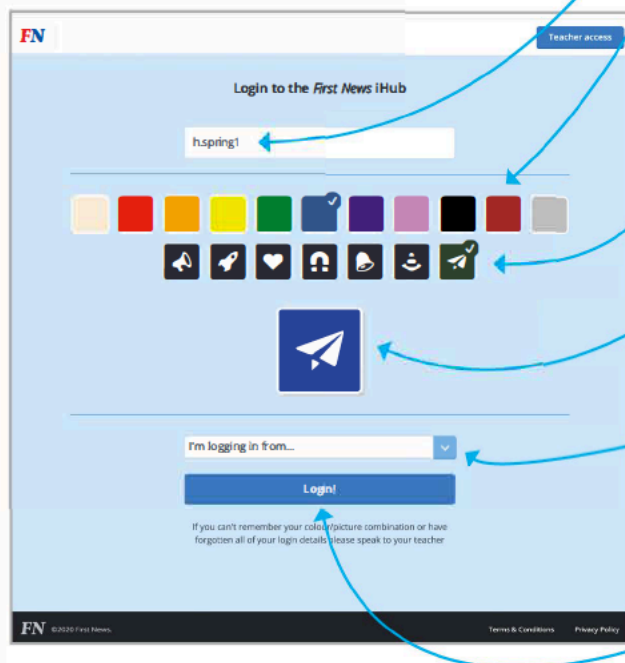 FN
Teacher access
Login to the First News iHub
h.spring1
I'm logging in from...
Login!
If you can't remember your colour/picture combination or have
forgotten all of your login details please speak to your teacher
FN ©2020 First News. Terms & Conditions Privacy Policy